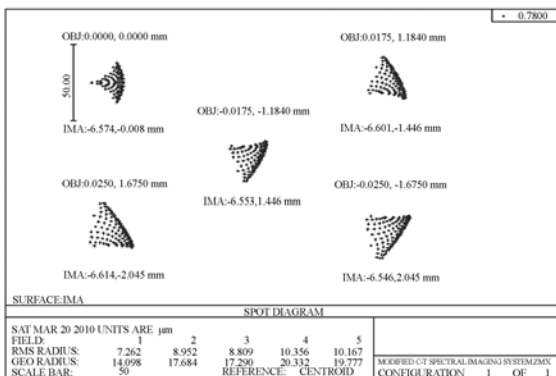 • 0.7800
OBJ:0.0000, 0.0000 mm
OBJ:0.0175, 1.1840 mm
50.00
IMA:-6.574,-0.008 mm
IMA:-6.601,-1.446 mm
OBJ:-0.0175, -1.1840 mm
IMA:-6.553,1.446 mm
OBJ:0.0250, 1.6750 mm
OBJ:-0.0250, -1.6750 mm
IMA:-6.614,-2.045 mm
IMA:-6.546,2.045 mm
SURFACE:IMA
SPOT DIAGRAM
SAT MAR 20 2010 UNITS ARE μm
FIELD: 1 2 3 4 5
RMS RADIUS: 7.262 8.952 8.809 10.356 10.167
GEO RADIUS: 14.098 17.684 17.290 20.332 19.777
SCALE BAR: 50 REFERENCE: CENTROID
MODIFIED C-T SPECTRAL IMAGING SYSTEM.ZMX
CONFIGURATION 1 OF 1